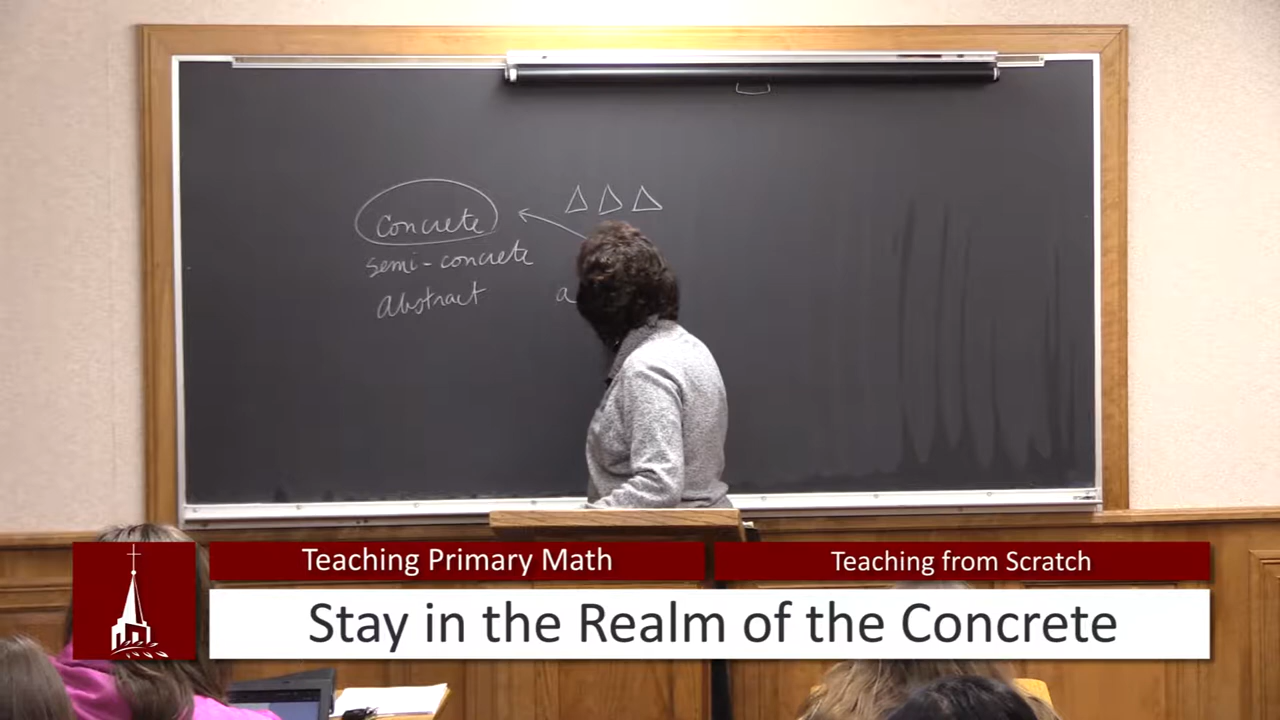 Concrete
semi-concrete
abstract
a
Teaching Primary Math
Teaching from Scratch
Stay in the Realm of the Concrete